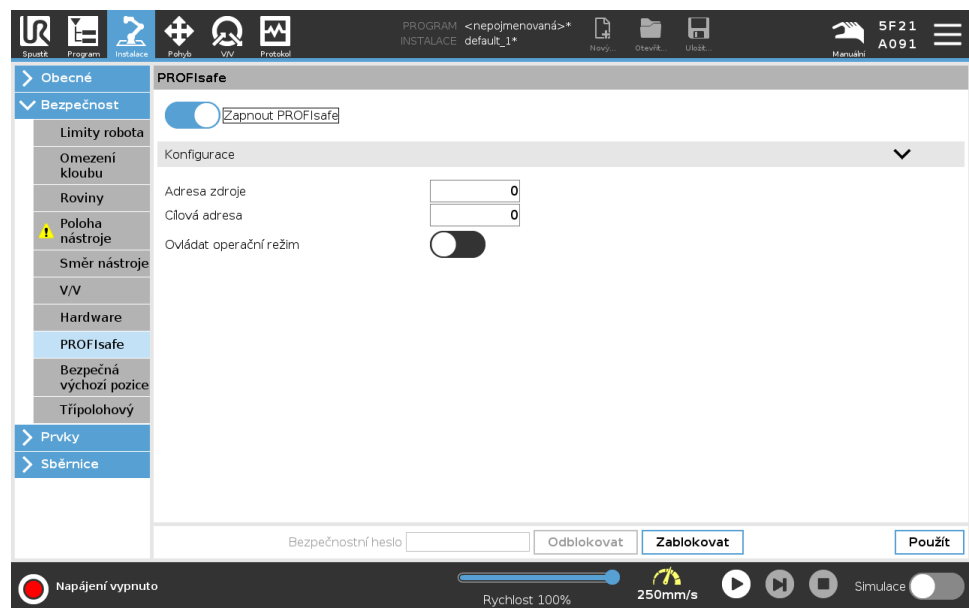 PROGRAM <nepojmenovaná>*
INSTALACE default_1*
Spustit Program Instalace Pohyb V/V Protokol Nový... Otevřít... Uložit... Manuální
5F21
A091
Obecné
Bezpečnost
Limity robota
Omezení
kloubu
Roviny
Poloha
nástroje
Směr nástroje
V/V
Hardware
PROFIsafe
Bezpečná
výchozí pozice
Třípolohový
Prvky
Sběrnice
PROFIsafe
Zapnout PROFIsafe
Konfigurace
Adresa zdroje 0
Cílová adresa 0
Ovládat operační režim
Bezpečnostní heslo Odblokovat Zablokovat Použít
Napájení vypnuto
Rychlost 100%
250mm/s
Simulace